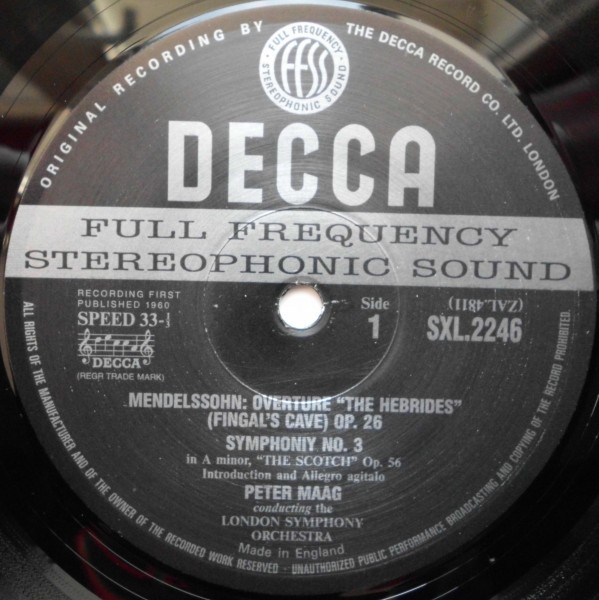 ORIGINAL RECORDING BY
THE DECCA RECORD CO. LTD. LONDON
FULL FREQUENCY
ffss
STEREOPHONIC SOUND
DECCA
FULL FREQUENCY
STEREOPHONIC SOUND
RECORDING FIRST
PUBLISHED 1960
SPEED 33-⅓
DECCA
(REGR TRADE MARK)
Side
1
(ZAL.4811)
SXL.2246
MENDELSSOHN: OVERTURE "THE HEBRIDES"
(FINGAL'S CAVE) OP. 26
SYMPHONIY NO. 3
in A minor, "THE SCOTCH" Op. 56
Introduction and Allegro agitalo
PETER MAAG
conducting the
LONDON SYMPHONY
ORCHESTRA
Made in England
ALL RIGHTS OF THE MANUFACTURER AND OF THE OWNER OF THE RECORDED WORK RESERVED - UNAUTHORIZED PUBLIC PERFORMANCE BROADCASTING AND COPYING OF THE RECORD PROHIBITED.